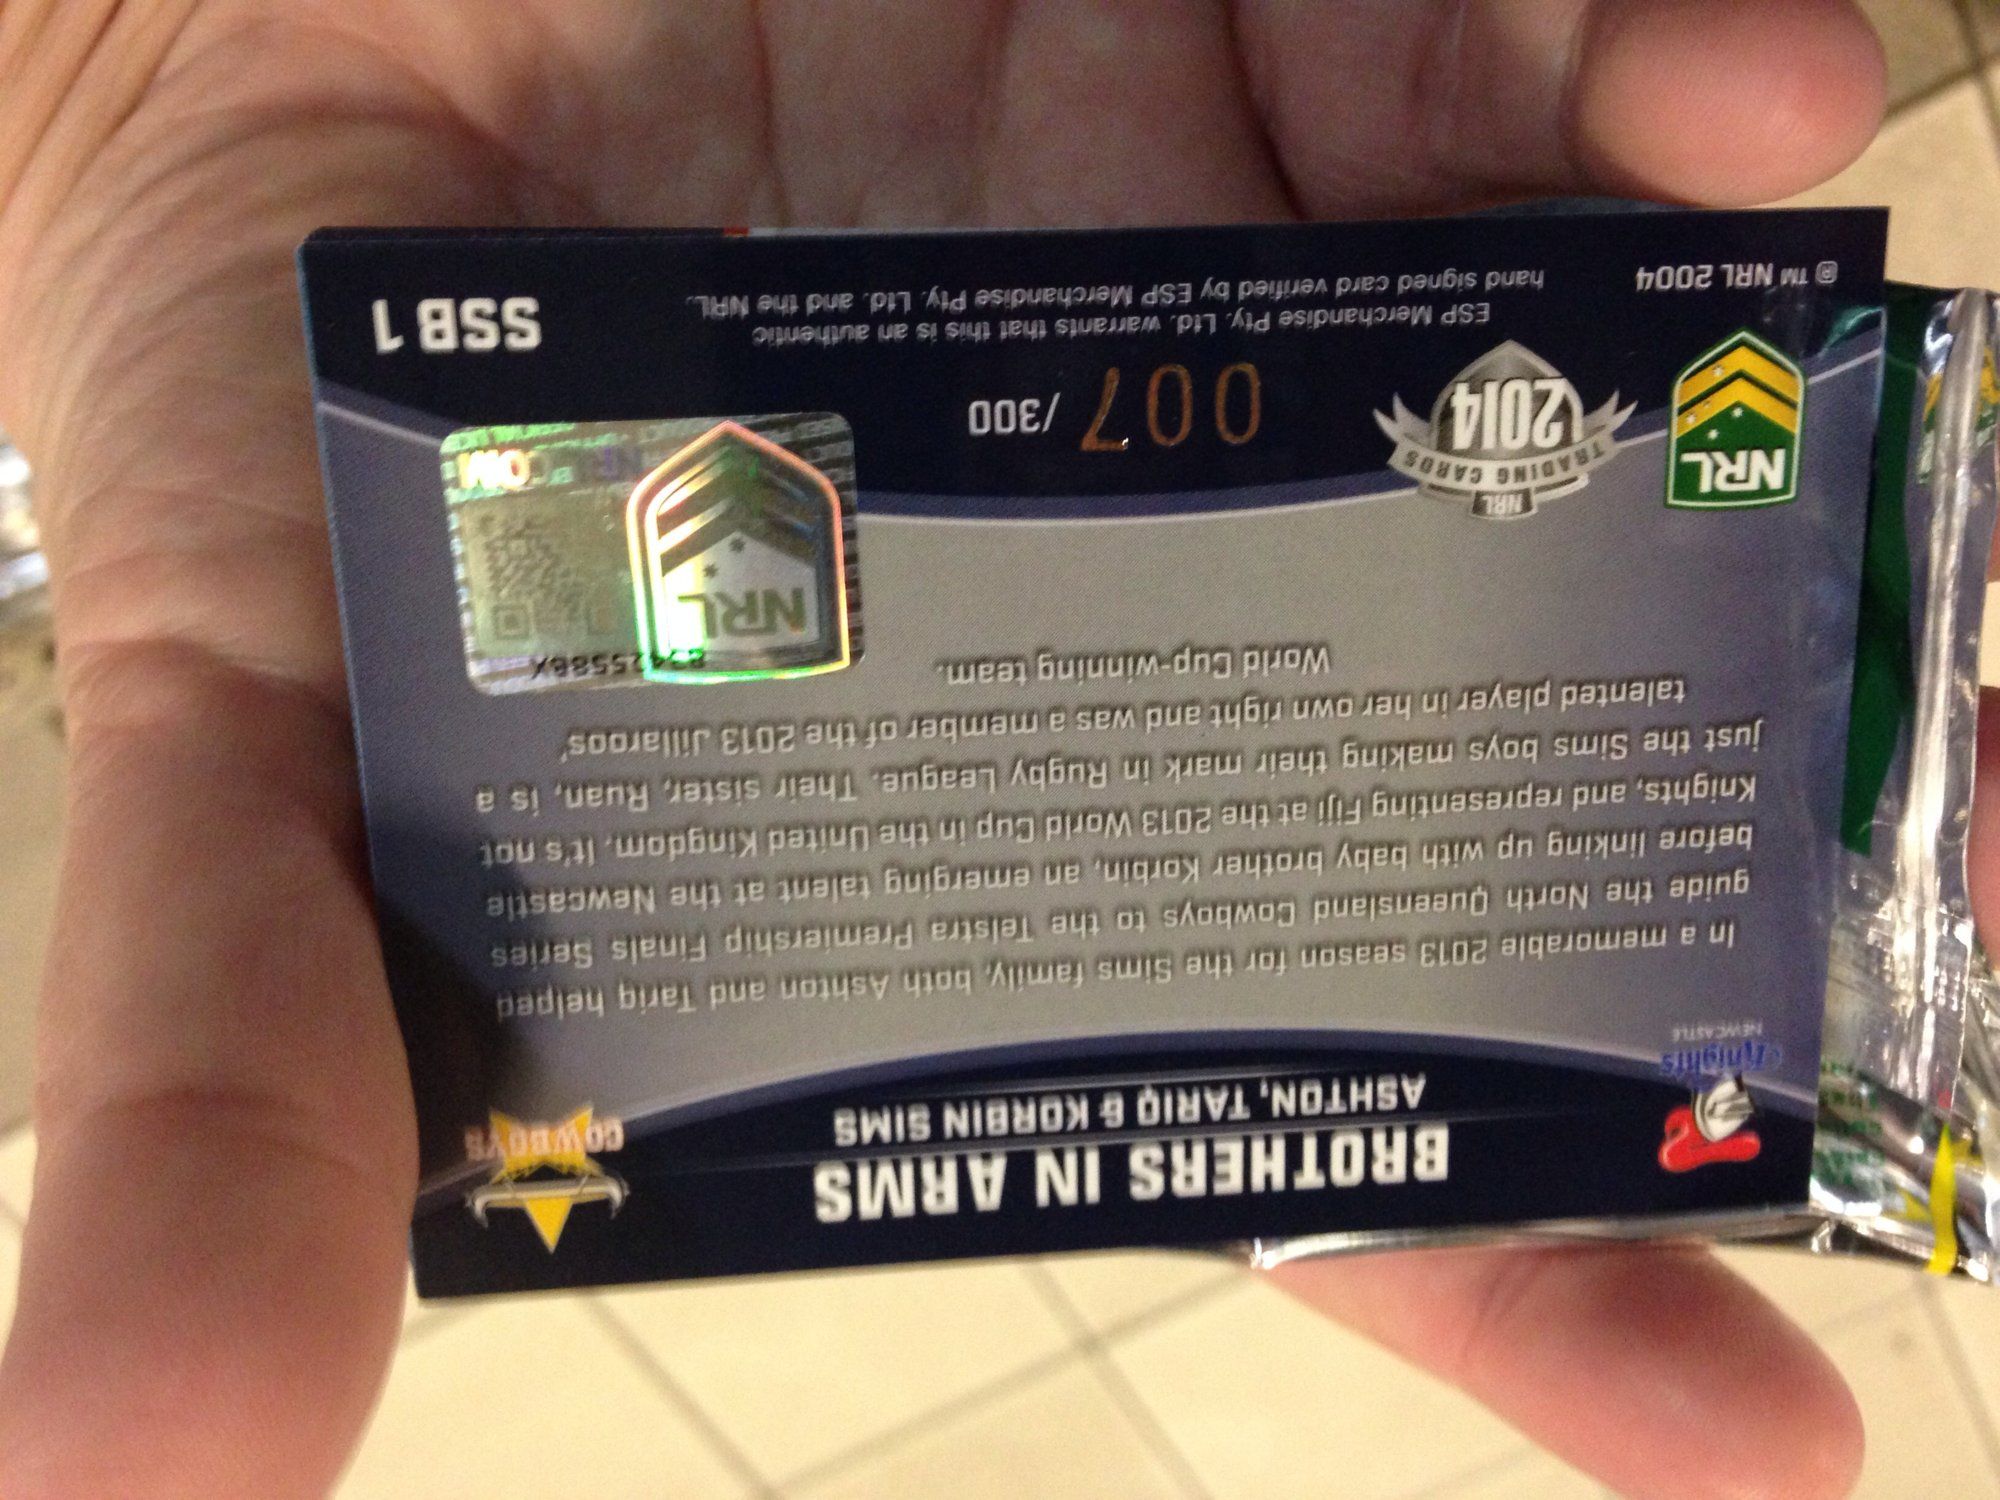 BROTHERS IN ARMS
ASHTON, TARIQ & KORBIN SIMS
Knights
NEWCASTLE
COWBOYS
In a memorable 2013 season for the Sims family, both Ashton and Tariq helped
guide the North Queensland Cowboys to the Telstra Premiership Finals Series
before linking up with baby brother Korbin, an emerging talent at the Newcastle
Knights, and representing Fiji at the 2013 World Cup in the United Kingdom. It's not
just the Sims boys making their mark in Rugby League. Their sister, Ruan, is a
talented player in her own right and was a member of the 2013 Jillaroos'
World Cup-winning team.
NRL
NRL
TRADING CARDS
2014
007 /300
NRL
ESP Merchandise Pty. Ltd. warrants that this is an authentic
hand signed card verified by ESP Merchandise Pty. Ltd. and the NRL.
® TM NRL 2004
SSB 1